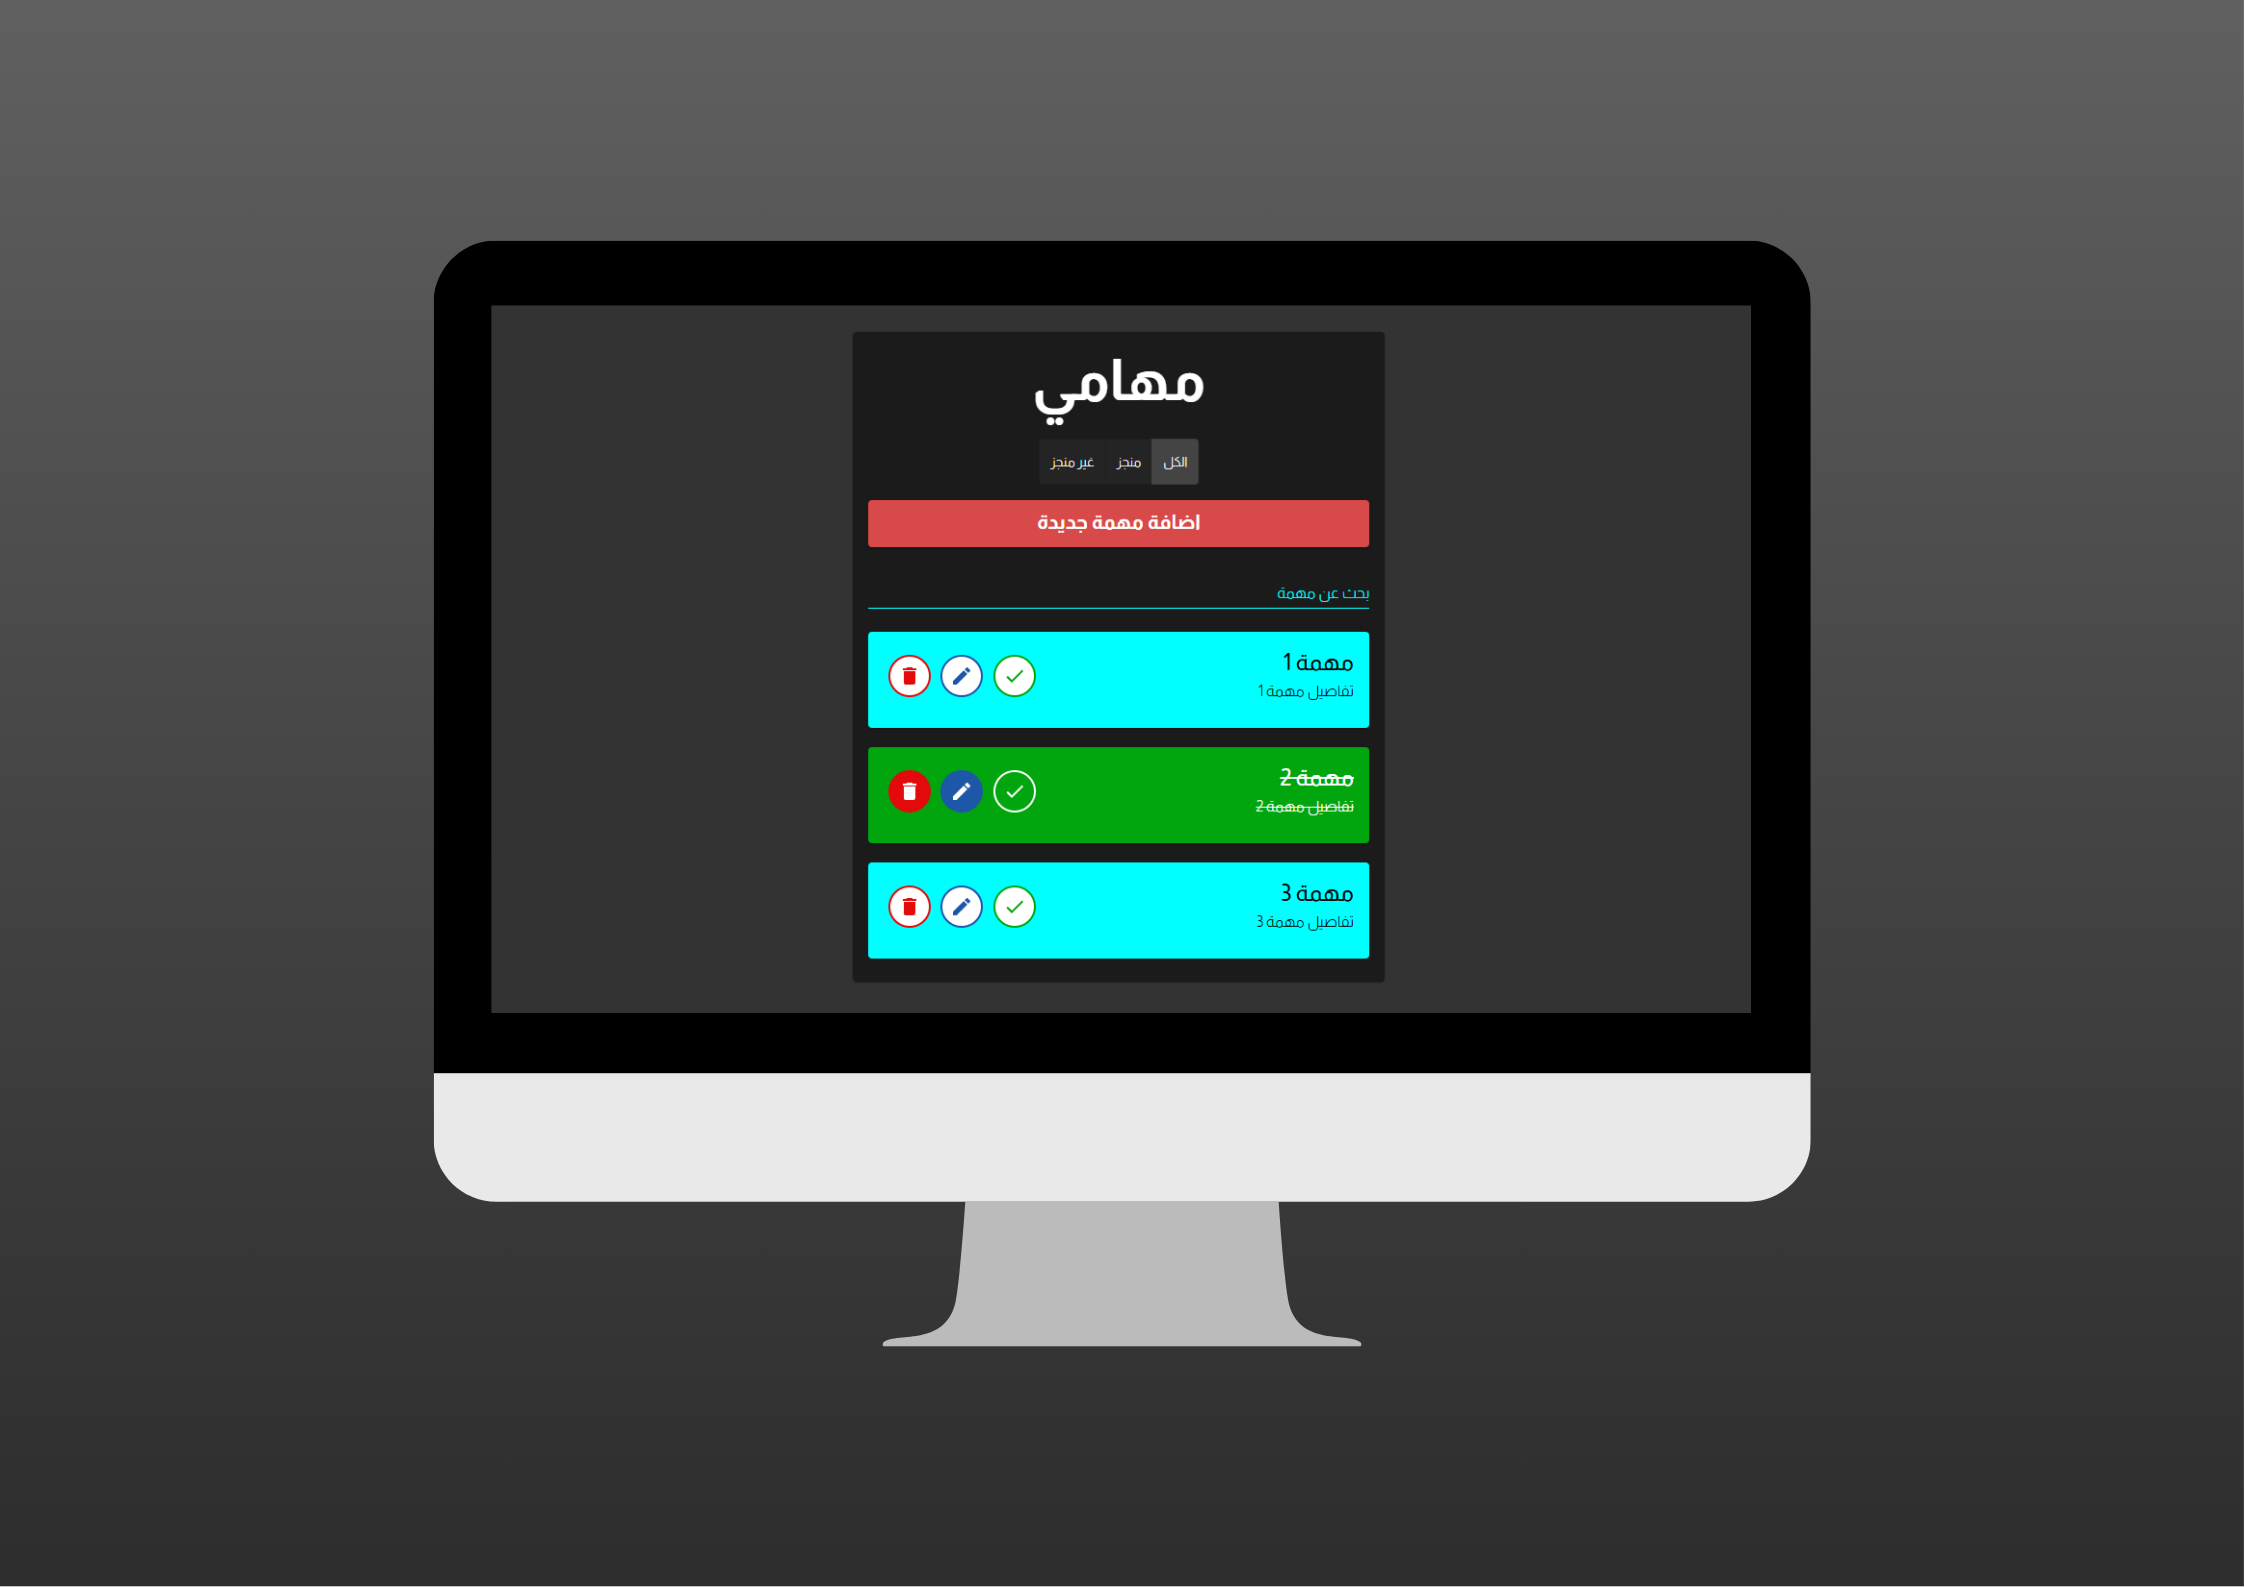 مهامي
الكل منجز غير منجز
اضافة مهمة جديدة
بحث عن مهمة
مهمة 1
تفاصيل مهمة 1
مهمة 2
تفاصيل مهمة 2
مهمة 3
تفاصيل مهمة 3